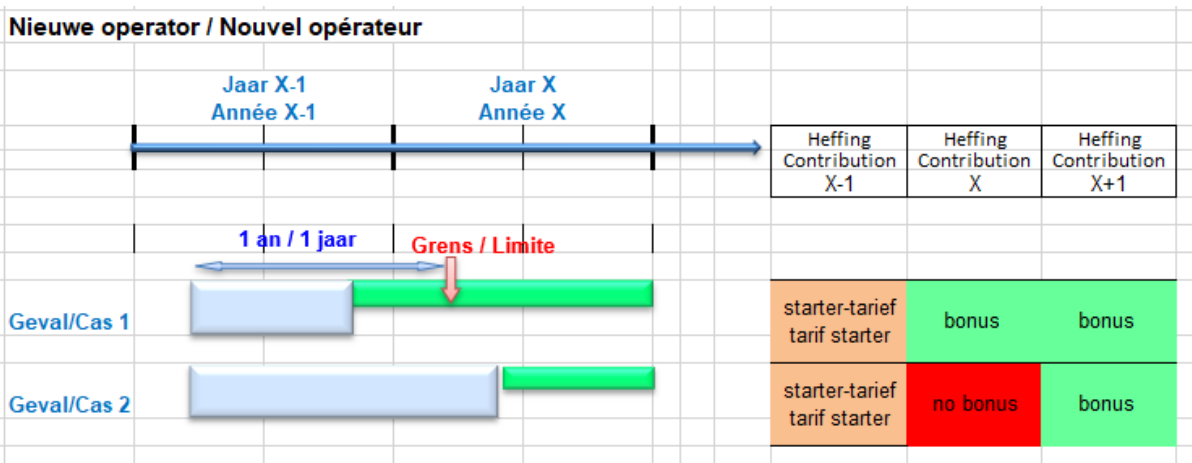 Nieuwe operator / Nouvel opérateur
Jaar X-1
Année X-1
Jaar X
Année X
Heffing
Contribution
X-1
Heffing
Contribution
X
Heffing
Contribution
X+1
1 an / 1 jaar
Grens / Limite
Geval/Cas 1
starter-tarief
tarif starter
bonus
bonus
Geval/Cas 2
starter-tarief
tarif starter
no bonus
bonus